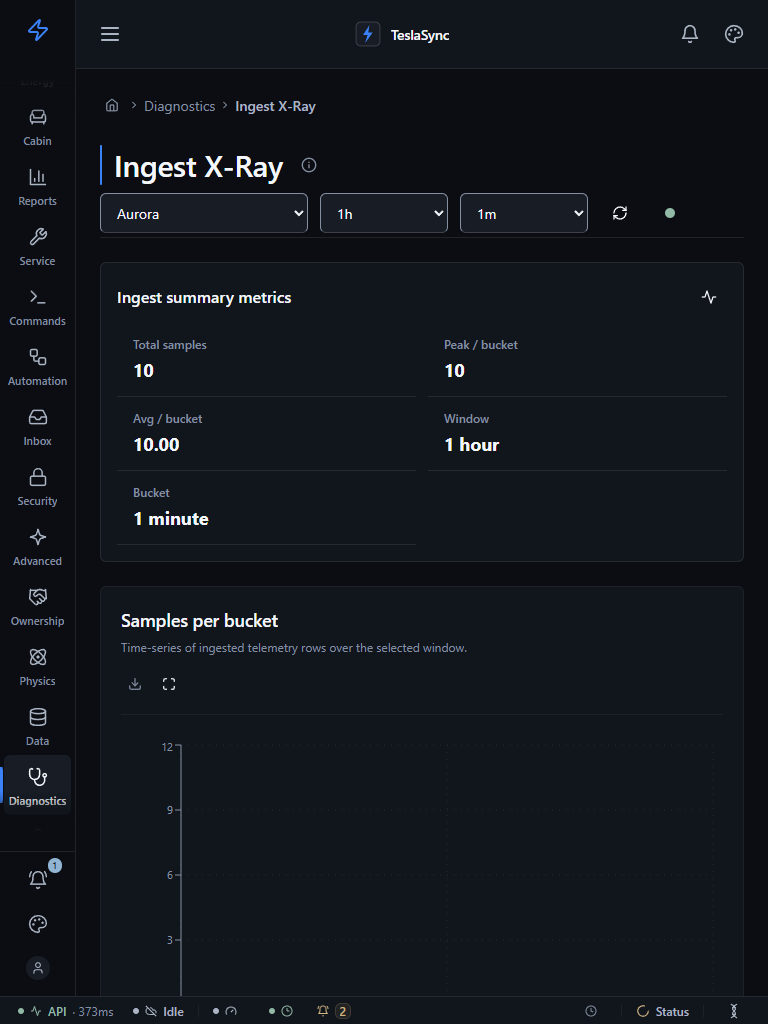 TeslaSync
Diagnostics
Ingest X-Ray
Ingest X-Ray
Aurora
1h
1m
Cabin
Reports
Service
Commands
Automation
Inbox
Security
Advanced
Ownership
Physics
Data
Diagnostics
1
Ingest summary metrics
Total samples
10
Peak / bucket
10
Avg / bucket
10.00
Window
1 hour
Bucket
1 minute
Samples per bucket
Time-series of ingested telemetry rows over the selected window.
12
9
6
3
API · 373ms
Idle
2
Status